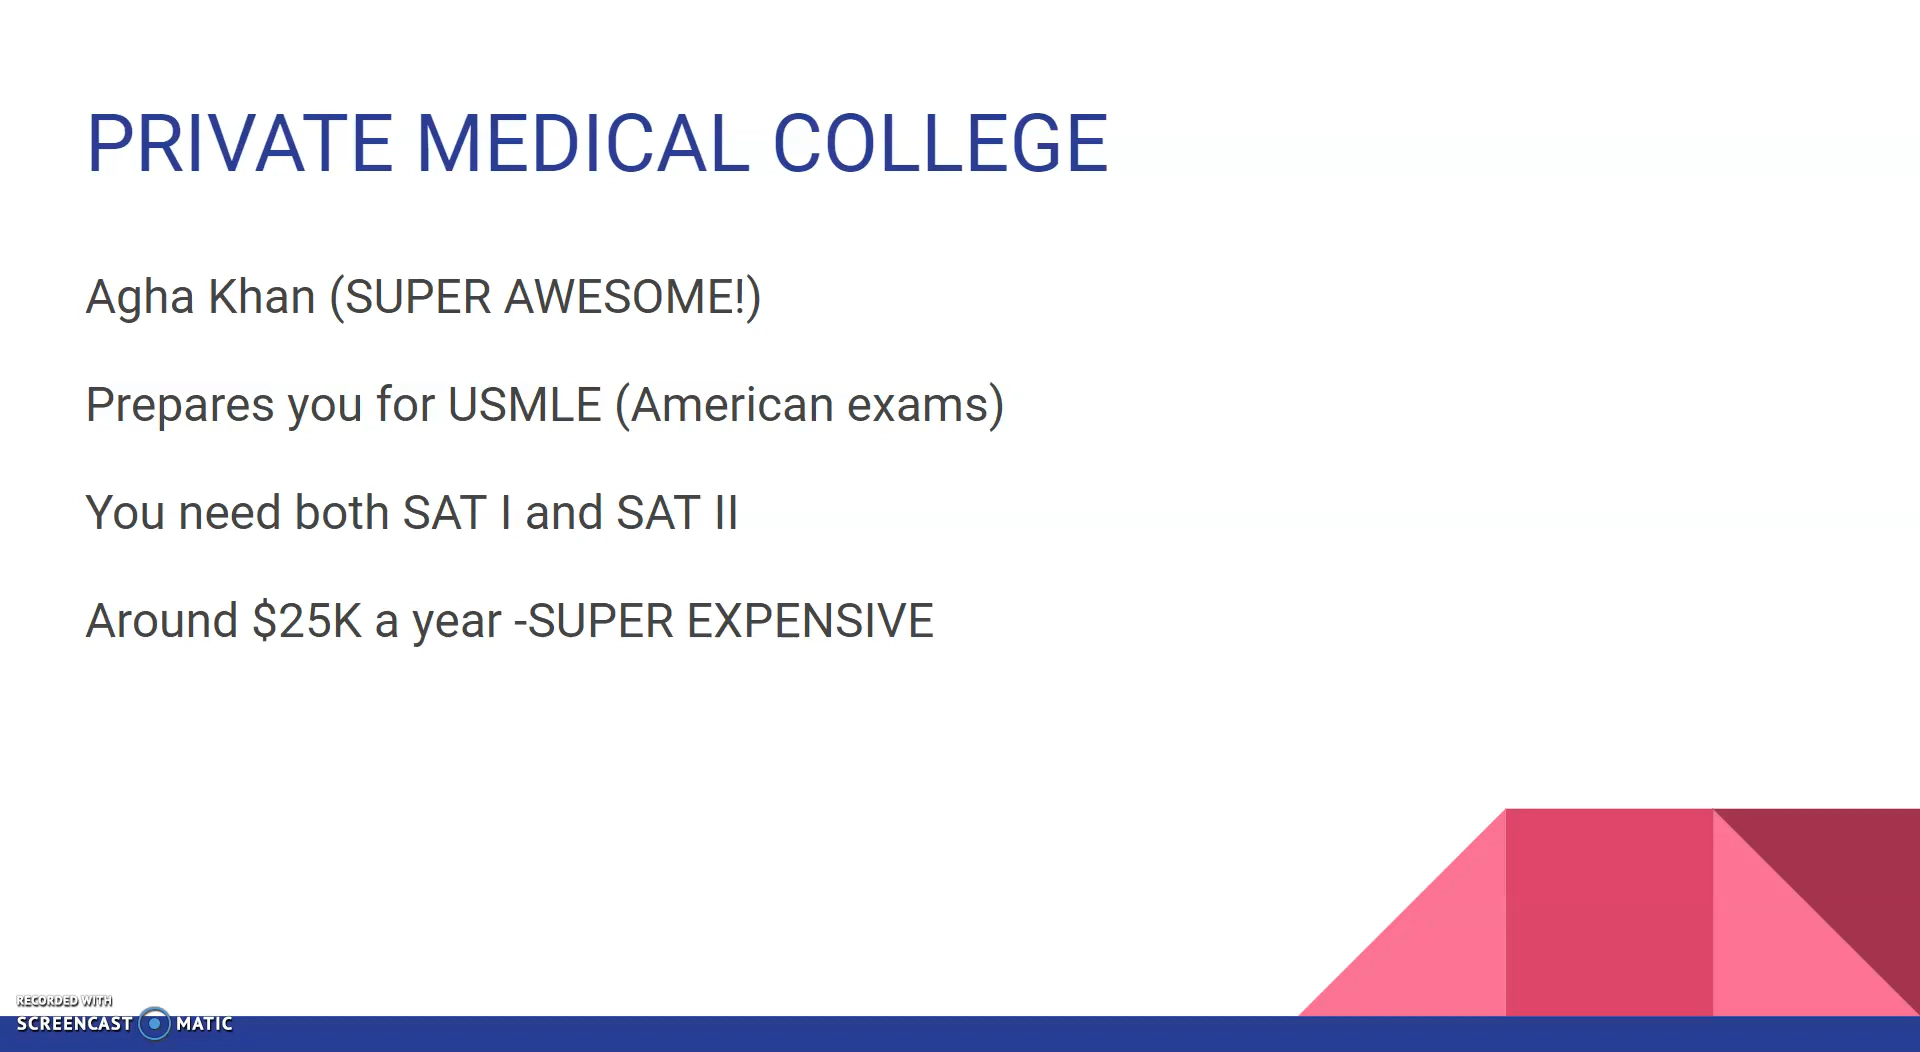 PRIVATE MEDICAL COLLEGE
Agha Khan (SUPER AWESOME!)
Prepares you for USMLE (American exams)
You need both SAT I and SAT II
Around $25K a year -SUPER EXPENSIVE
RECORDED WITH
SCREENCAST MATIC